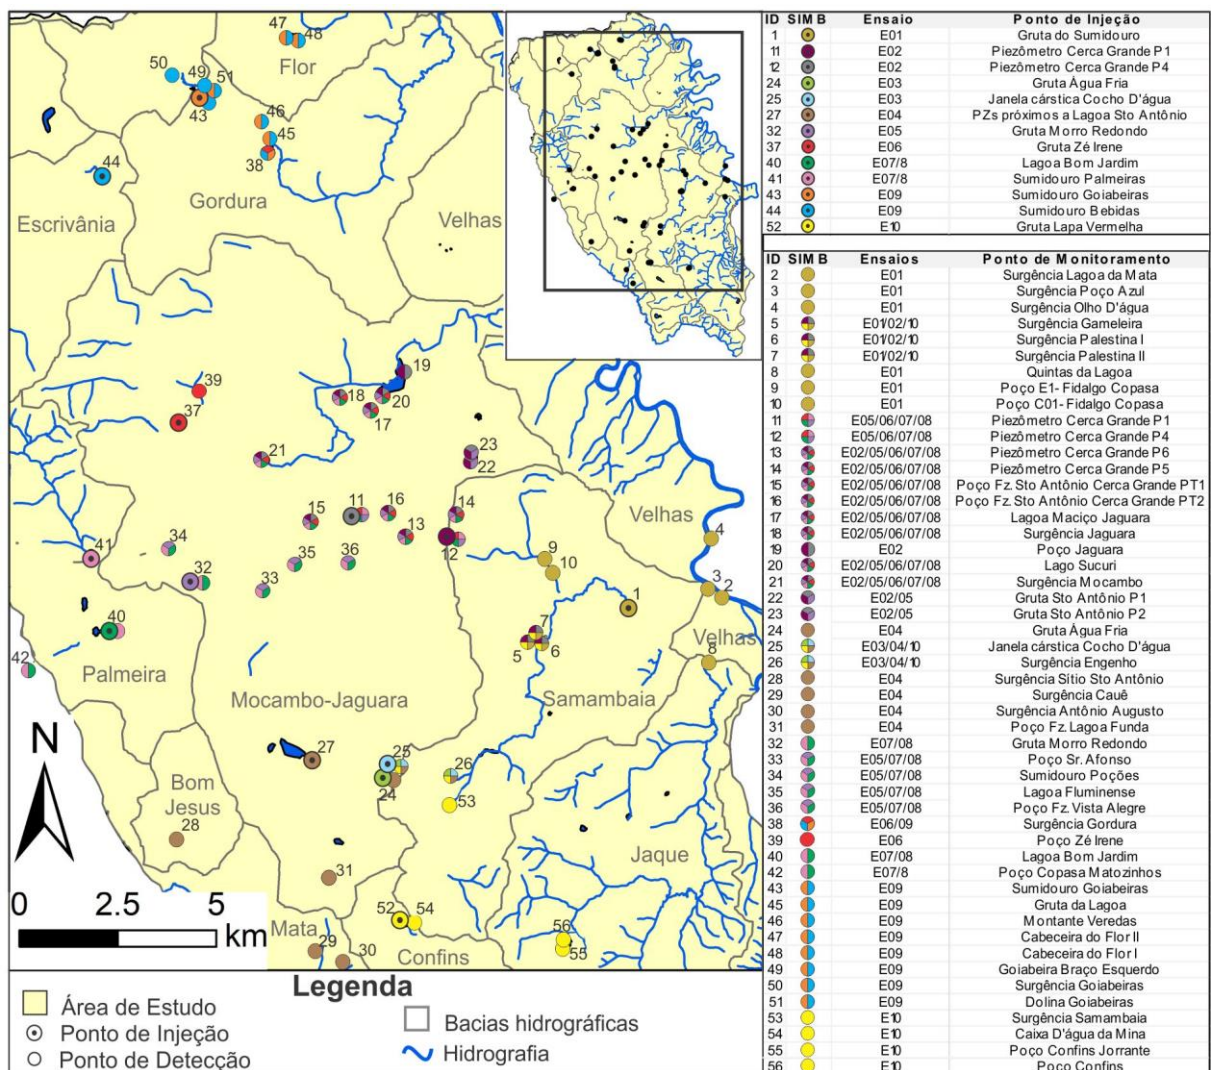 47
48
Flor
50
49
51
43
46
45
38
44
Gordura
Escrivânia
Velhas
19
39
18
20
17
37
23
22
21
16
11
15
14
13
12
34
41
35
36
9
10
4
Velhas
32
33
3
2
1
40
7
5
6
Velhas
8
42
Palmeira
Mocambo-Jaguara
Samambaia
N
27
25
26
24
53
Bom
Jesus
28
Jaque
31
0 2.5 5
km
52
54
Mata
29
30
Confins
56
55
Legenda
Área de Estudo
Ponto de Injeção
Ponto de Detecção
Bacias hidrográficas
Hidrografia
ID SIMB Ensaio Ponto de Injeção
1 E01 Gruta do Sumidouro
11 E02 Piezômetro Cerca Grande P1
12 E02 Piezômetro Cerca Grande P4
24 E03 Gruta Água Fria
25 E03 Janela cárstica Cocho D'água
27 E04 PZs próximos a Lagoa Sto Antônio
32 E05 Gruta Morro Redondo
37 E06 Gruta Zé Irene
40 E07/8 Lagoa Bom Jardim
41 E07/8 Sumidouro Palmeiras
43 E09 Sumidouro Goiabeiras
44 E09 Sumidouro Bebidas
52 E10 Gruta Lapa Vermelha
ID SIMB Ensaios Ponto de Monitoramento
2 E01 Surgência Lagoa da Mata
3 E01 Surgência Poço Azul
4 E01 Surgência Olho D'água
5 E01/02/10 Surgência Gameleira
6 E01/02/10 Surgência Palestina I
7 E01/02/10 Surgência Palestina II
8 E01 Quintas da Lagoa
9 E01 Poço E1- Fidalgo Copasa
10 E01 Poço C01- Fidalgo Copasa
11 E05/06/07/08 Piezômetro Cerca Grande P1
12 E05/06/07/08 Piezômetro Cerca Grande P4
13 E02/05/06/07/08 Piezômetro Cerca Grande P6
14 E02/05/06/07/08 Piezômetro Cerca Grande P5
15 E02/05/06/07/08 Poço Fz. Sto Antônio Cerca Grande PT1
16 E02/05/06/07/08 Poço Fz. Sto Antônio Cerca Grande PT2
17 E02/05/06/07/08 Lagoa Maciço Jaguara
18 E02/05/06/07/08 Surgência Jaguara
19 E02 Poço Jaguara
20 E02/05/06/07/08 Lago Sucuri
21 E02/05/06/07/08 Surgência Mocambo
22 E02/05 Gruta Sto Antônio P1
23 E02/05 Gruta Sto Antônio P2
24 E04 Gruta Água Fria
25 E03/04/10 Janela cárstica Cocho D'água
26 E03/04/10 Surgência Engenho
28 E04 Surgência Sítio Sto Antônio
29 E04 Surgência Cauê
30 E04 Surgência Antônio Augusto
31 E04 Poço Fz. Lagoa Funda
32 E07/08 Gruta Morro Redondo
33 E05/07/08 Poço Sr. Afonso
34 E05/07/08 Sumidouro Poções
35 E05/07/08 Lagoa Fluminense
36 E05/07/08 Poço Fz. Vista Alegre
38 E06/09 Surgência Gordura
39 E06 Poço Zé Irene
40 E07/08 Lagoa Bom Jardim
42 E07/8 Poço Copasa Matozinhos
43 E09 Sumidouro Goiabeiras
45 E09 Gruta da Lagoa
46 E09 Montante Veredas
47 E09 Cabeceira do Flor II
48 E09 Cabeceira do Flor I
49 E09 Goiabeira Braço Esquerdo
50 E09 Surgência Goiabeiras
51 E09 Dolina Goiabeiras
53 E10 Surgência Samambaia
54 E10 Caixa D'água da Mina
55 E10 Poço Confins Jorrante
56 E10 Poço Confins